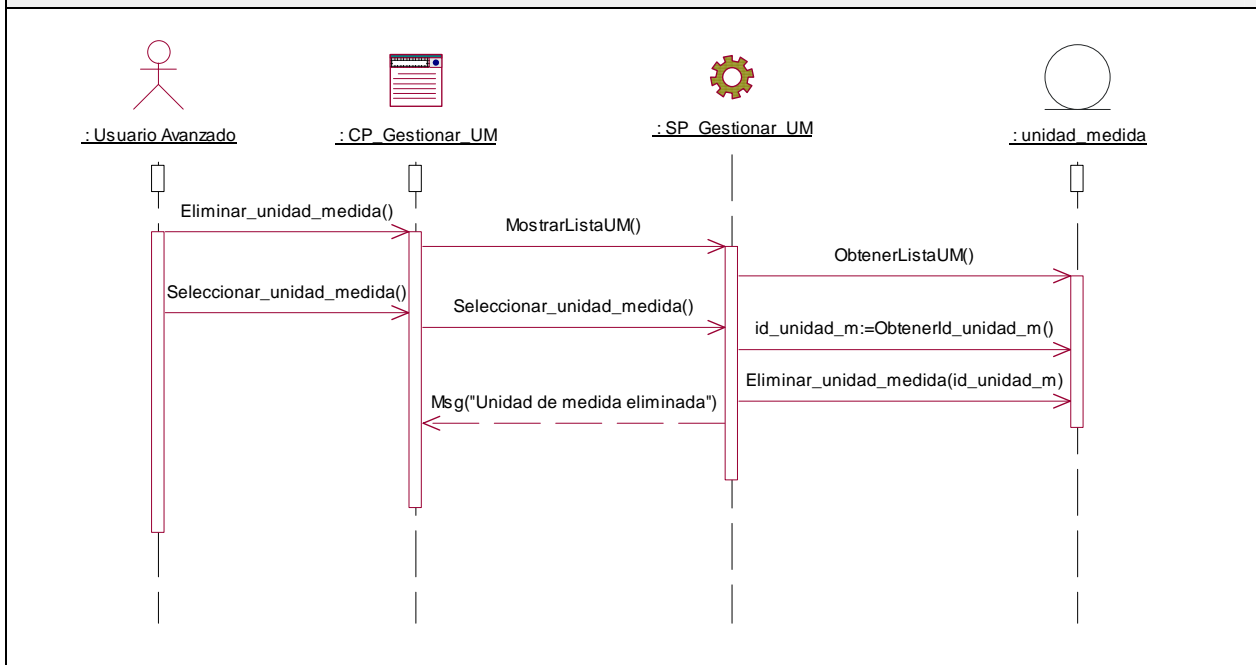 : Usuario Avanzado
: CP_Gestionar_UM
: SP_Gestionar_UM
: unidad_medida
Eliminar_unidad_medida()
MostrarListaUM()
ObtenerListaUM()
Seleccionar_unidad_medida()
Seleccionar_unidad_medida()
id_unidad_m:=ObtenerId_unidad_m()
Eliminar_unidad_medida(id_unidad_m)
Msg("Unidad de medida eliminada")